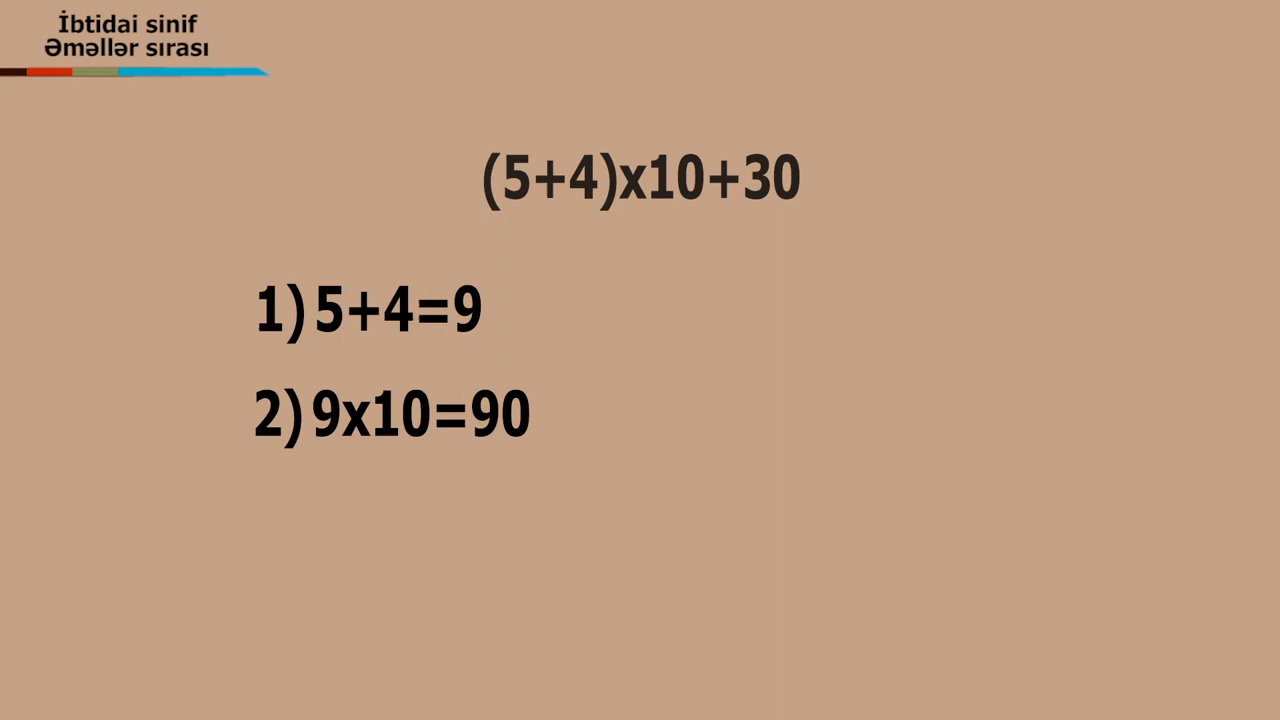 İbtidai sinif
Əməllər sırası
(5+4)x10+30
1) 5+4=9
2) 9x10=90